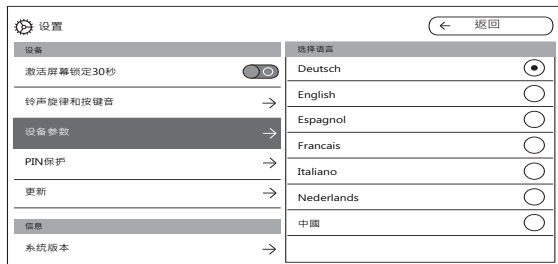 设置
返回
设备
激活屏幕锁定30秒
铃声旋律和按键音
设备参数
PIN保护
更新
信息
系统版本
选择语言
Deutsch
English
Espagnol
Francais
Italiano
Nederlands
中國